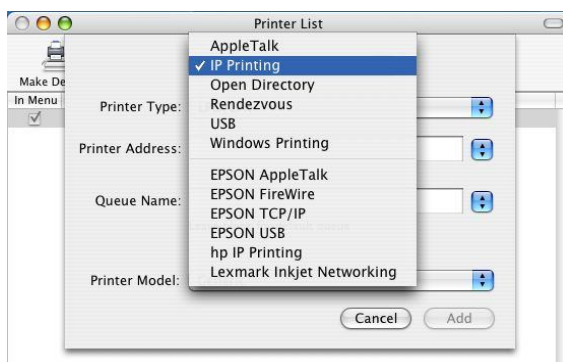 Printer List
Make De
In Menu
AppleTalk
✓ IP Printing
Open Directory
Rendezvous
USB
Windows Printing
EPSON AppleTalk
EPSON FireWire
EPSON TCP/IP
EPSON USB
hp IP Printing
Lexmark Inkjet Networking
Printer Type:
Printer Address:
Queue Name:
Printer Model:
Cancel
Add